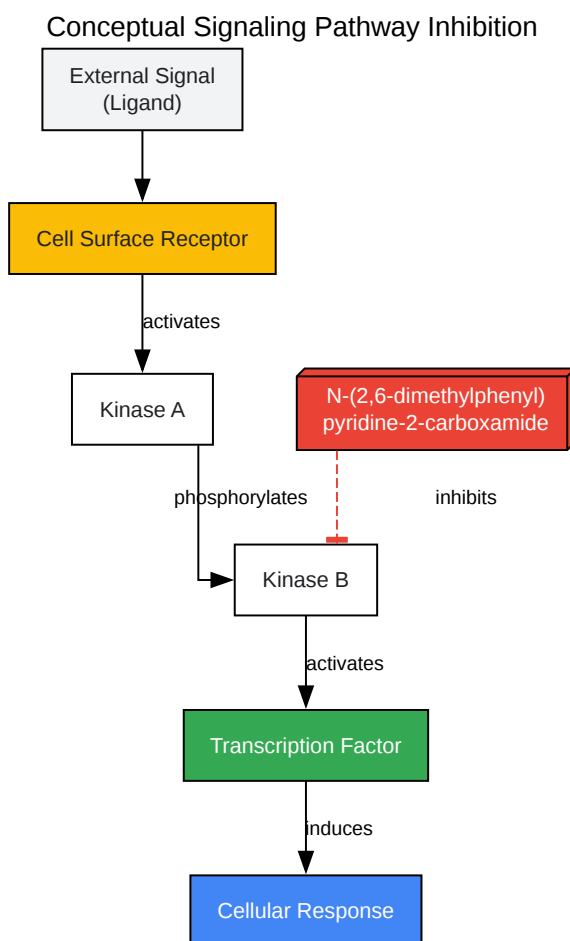 Conceptual Signaling Pathway Inhibition
External Signal
(Ligand)
Cell Surface Receptor
activates
Kinase A
N-(2,6-dimethylphenyl)
pyridine-2-carboxamide
phosphorylates
inhibits
Kinase B
activates
Transcription Factor
induces
Cellular Response